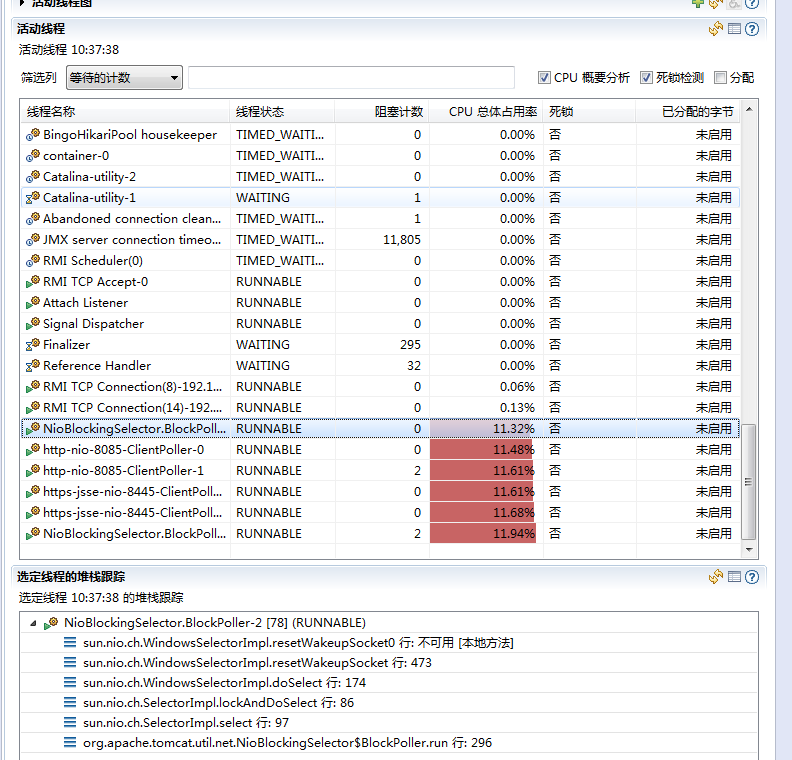 活动线程图
活动线程
活动线程 10:37:38
筛选列 等待的计数 CPU 概要分析 死锁检测 分配
线程名称 线程状态 阻塞计数 CPU 总体占用率 死锁 已分配的字节
BingoHikariPool housekeeper TIMED_WAITI... 0 0.00% 否 未启用
container-0 TIMED_WAITI... 0 0.00% 否 未启用
Catalina-utility-2 TIMED_WAITI... 0 0.00% 否 未启用
Catalina-utility-1 WAITING 1 0.00% 否 未启用
Abandoned connection clean... TIMED_WAITI... 1 0.00% 否 未启用
JMX server connection timeo... TIMED_WAITI... 11,805 0.00% 否 未启用
RMI Scheduler(0) TIMED_WAITI... 0 0.00% 否 未启用
RMI TCP Accept-0 RUNNABLE 0 0.00% 否 未启用
Attach Listener RUNNABLE 0 0.00% 否 未启用
Signal Dispatcher RUNNABLE 0 0.00% 否 未启用
Finalizer WAITING 295 0.00% 否 未启用
Reference Handler WAITING 32 0.00% 否 未启用
RMI TCP Connection(8)-192.1... RUNNABLE 0 0.06% 否 未启用
RMI TCP Connection(14)-192.... RUNNABLE 0 0.13% 否 未启用
NioBlockingSelector.BlockPoll... RUNNABLE 0 11.32% 否 未启用
http-nio-8085-ClientPoller-0 RUNNABLE 0 11.48% 否 未启用
http-nio-8085-ClientPoller-1 RUNNABLE 2 11.61% 否 未启用
https-jsse-nio-8445-ClientPoll... RUNNABLE 0 11.61% 否 未启用
https-jsse-nio-8445-ClientPoll... RUNNABLE 0 11.68% 否 未启用
NioBlockingSelector.BlockPoll... RUNNABLE 2 11.94% 否 未启用
选定线程的堆栈跟踪
选定线程 10:37:38 的堆栈跟踪
NioBlockingSelector.BlockPoller-2 [78] (RUNNABLE)
sun.nio.ch.WindowsSelectorImpl.resetWakeupSocket0 行: 不可用 [本地方法]
sun.nio.ch.WindowsSelectorImpl.resetWakeupSocket 行: 473
sun.nio.ch.WindowsSelectorImpl.doSelect 行: 174
sun.nio.ch.SelectorImpl.lockAndDoSelect 行: 86
sun.nio.ch.SelectorImpl.select 行: 97
org.apache.tomcat.util.net.NioBlockingSelector$BlockPoller.run 行: 296